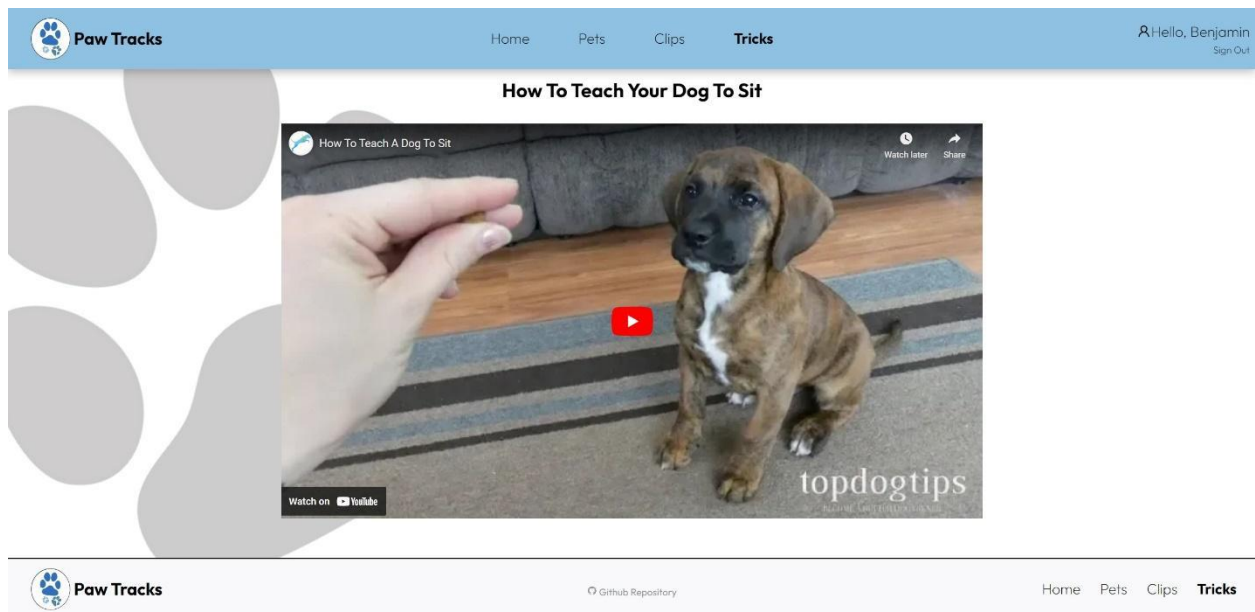 Paw Tracks
Home Pets Clips Tricks
Hello, Benjamin
Sign Out
How To Teach Your Dog To Sit
How To Teach A Dog To Sit
Watch later Share
topdogtips
Watch on YouTube
Paw Tracks
Github Repository
Home Pets Clips Tricks